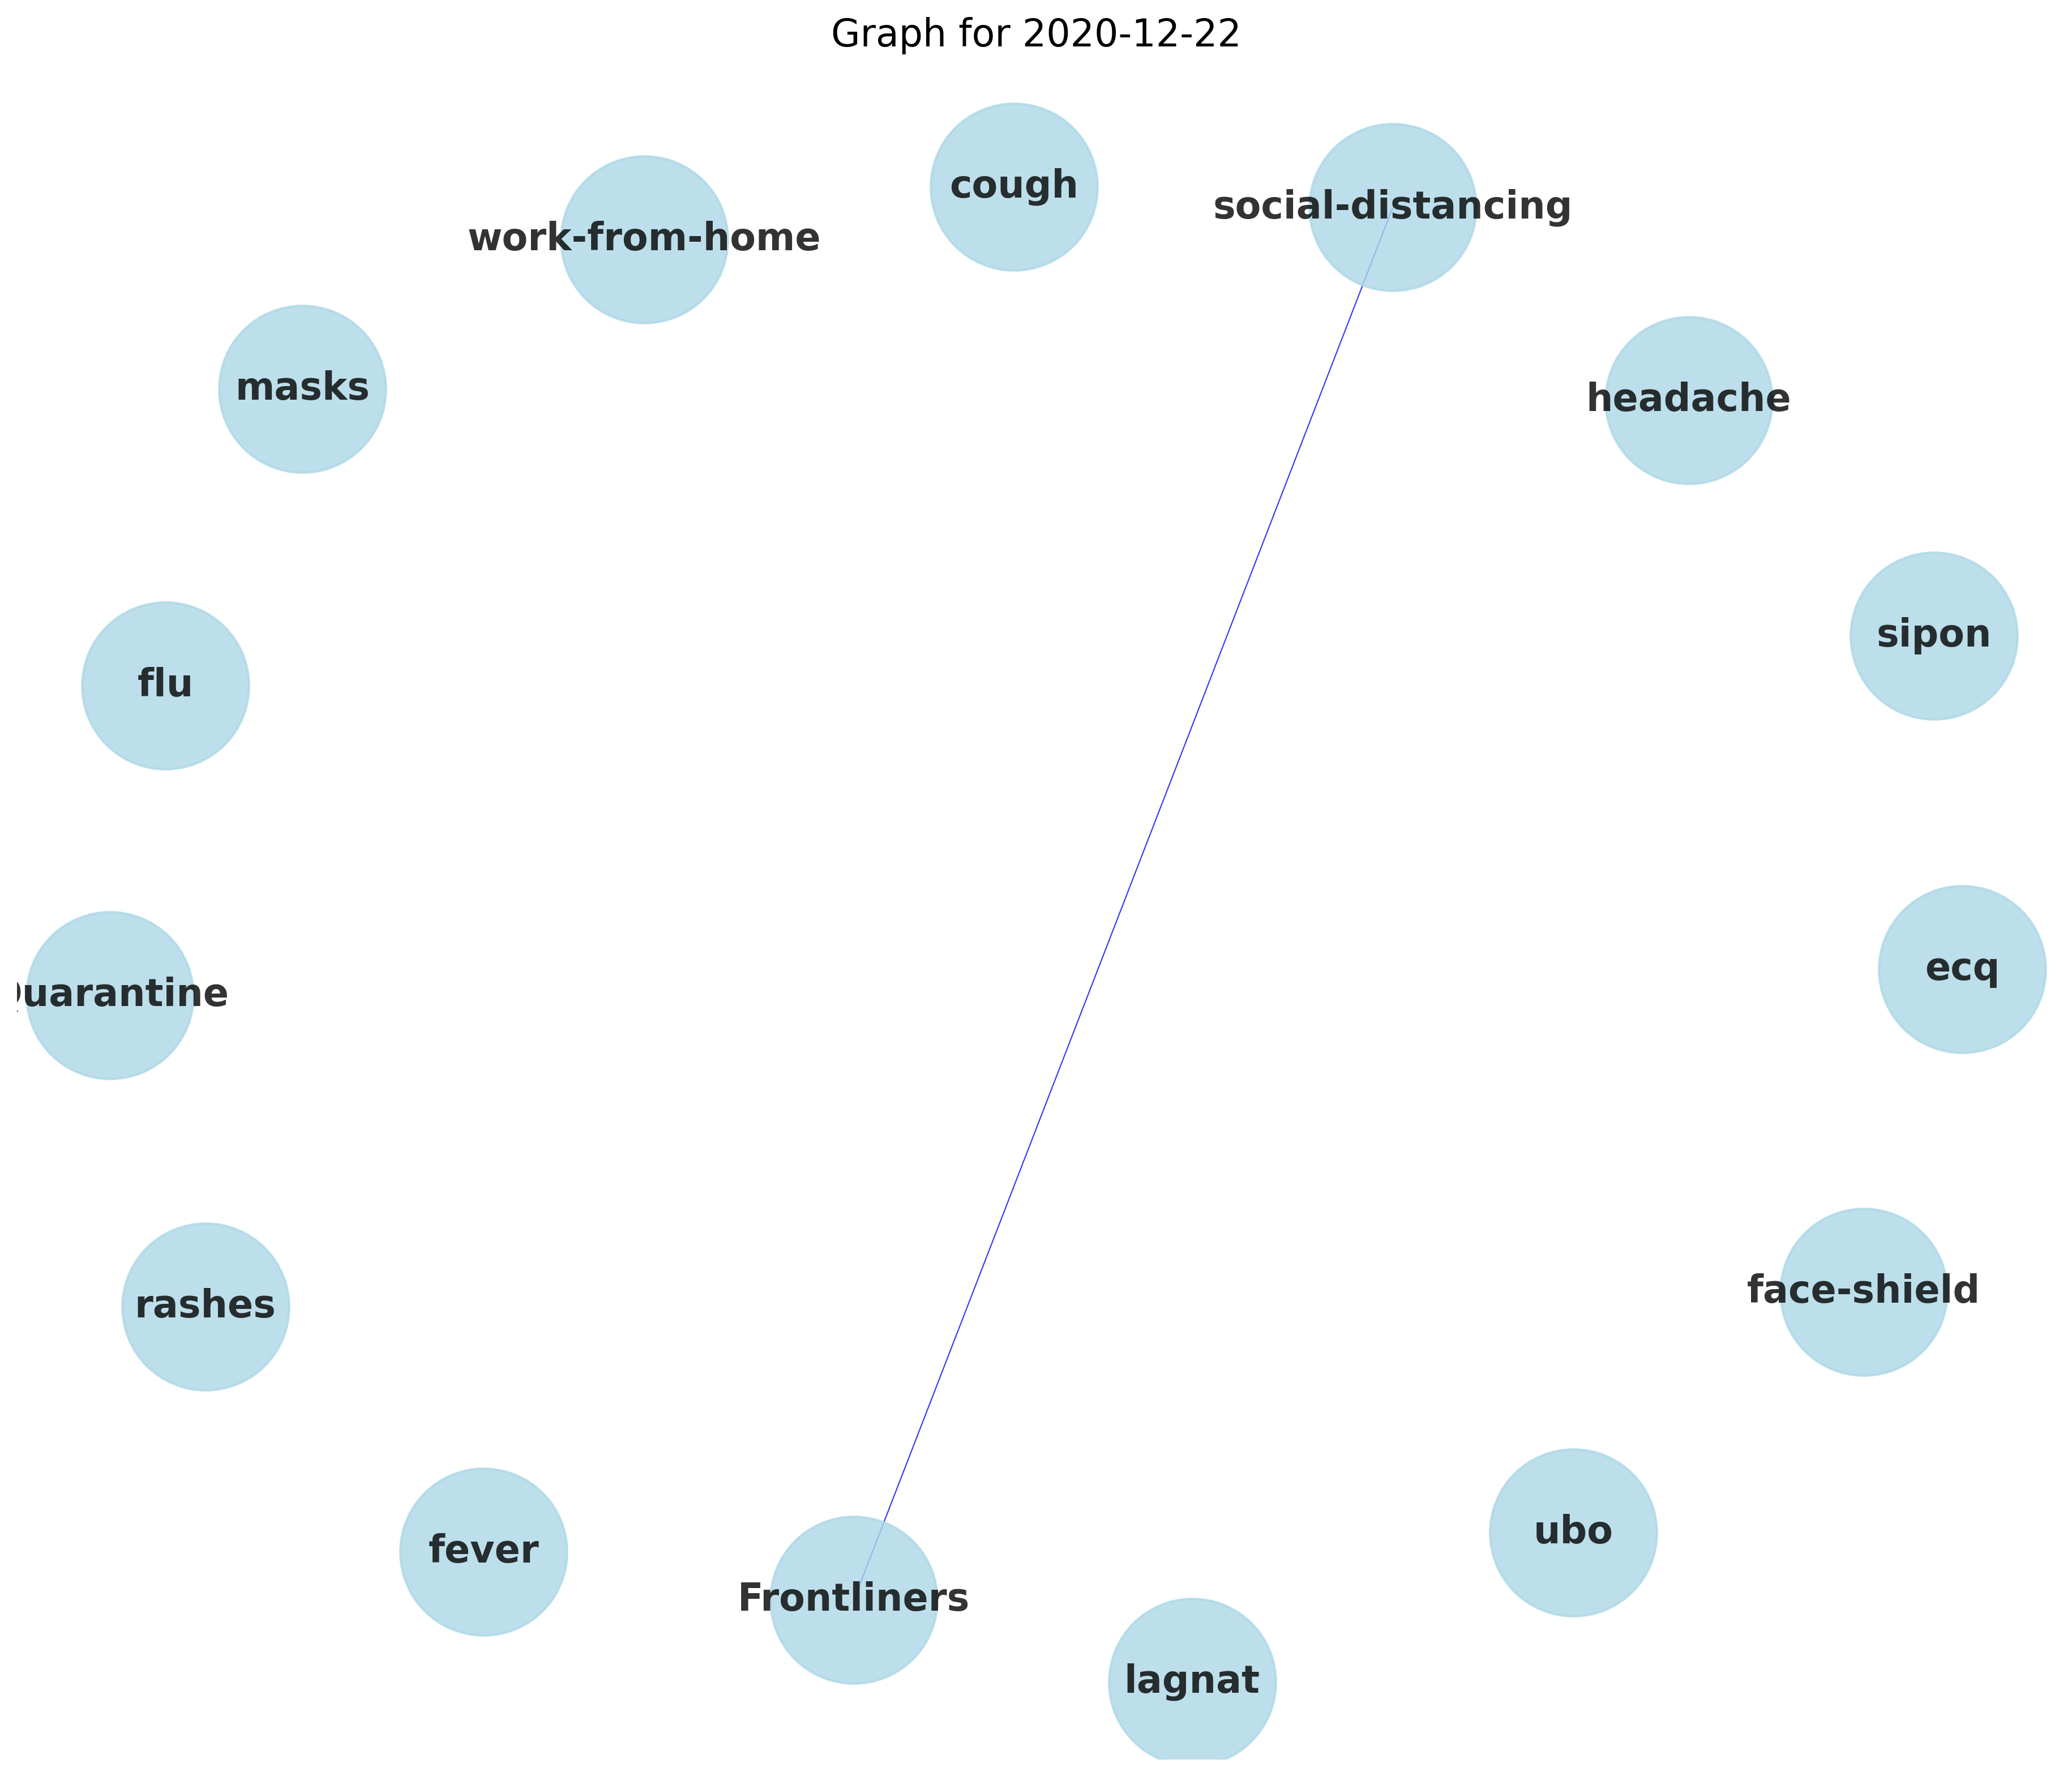 Graph for 2020-12-22
cough
social-distancing
work-from-home
masks
headache
sipon
flu
ecq
uarantine
face-shield
rashes
ubo
fever
Frontliners
lagnat